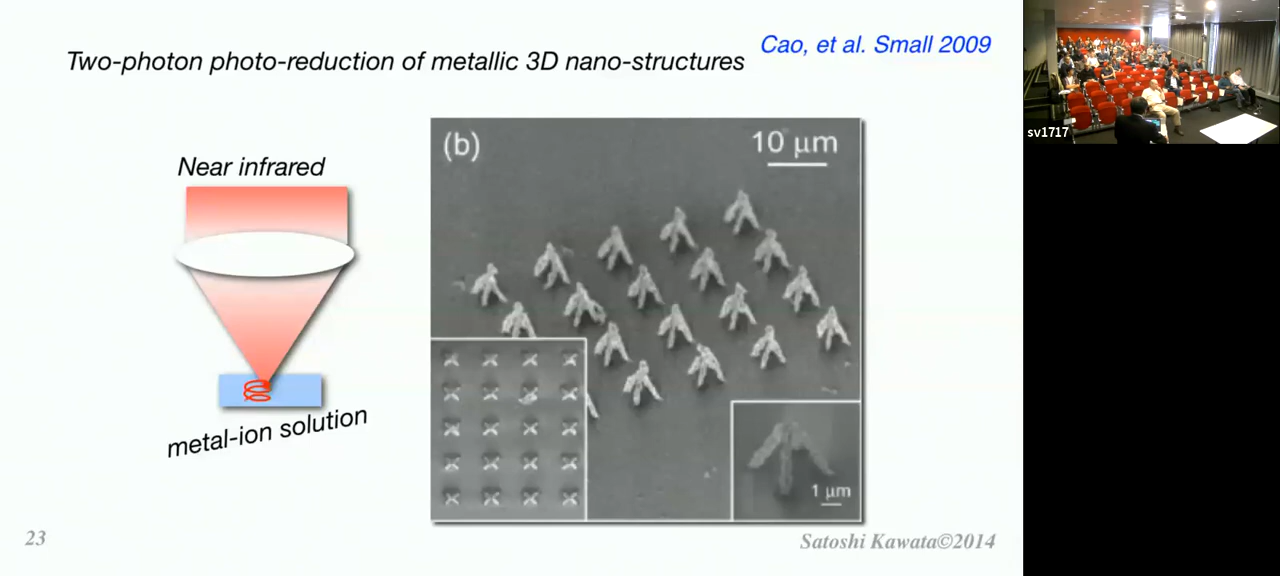 Cao, et al. Small 2009
Two-photon photo-reduction of metallic 3D nano-structures
Near infrared
metal-ion solution
(b)
10 µm
1 µm
23
Satoshi Kawata©2014
sv1717